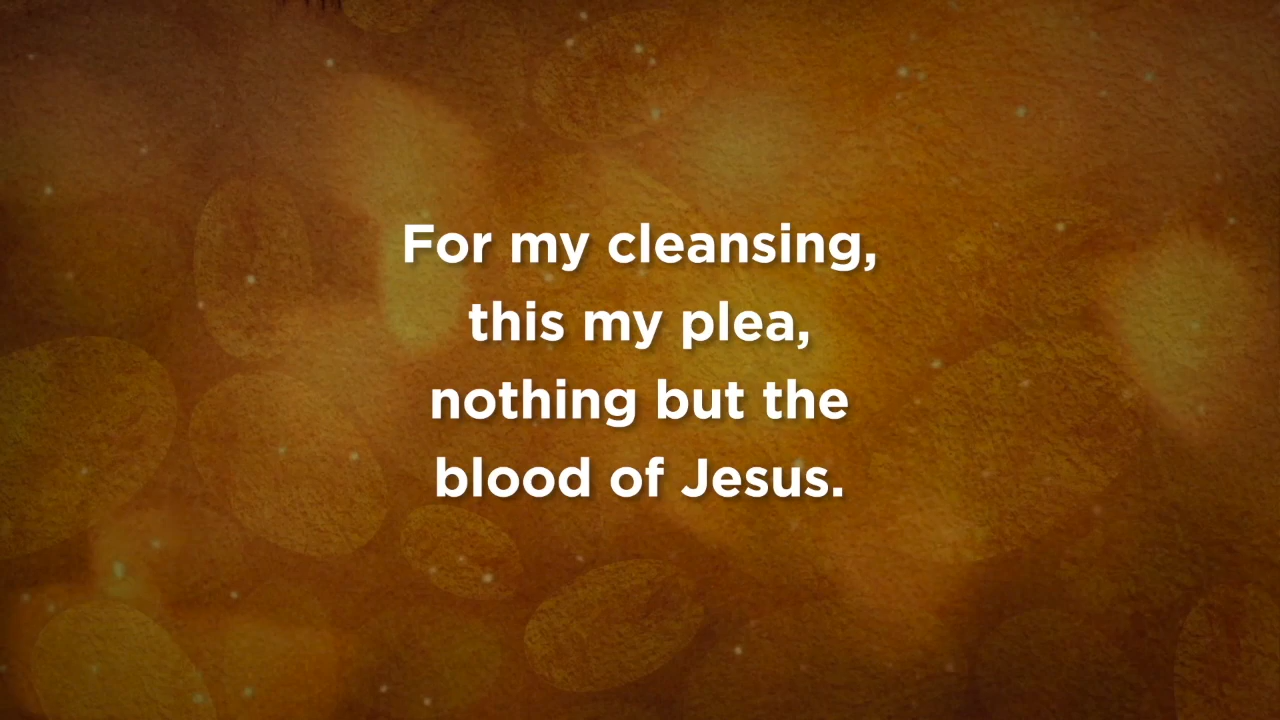 For my cleansing,
this my plea,
nothing but the
blood of Jesus.